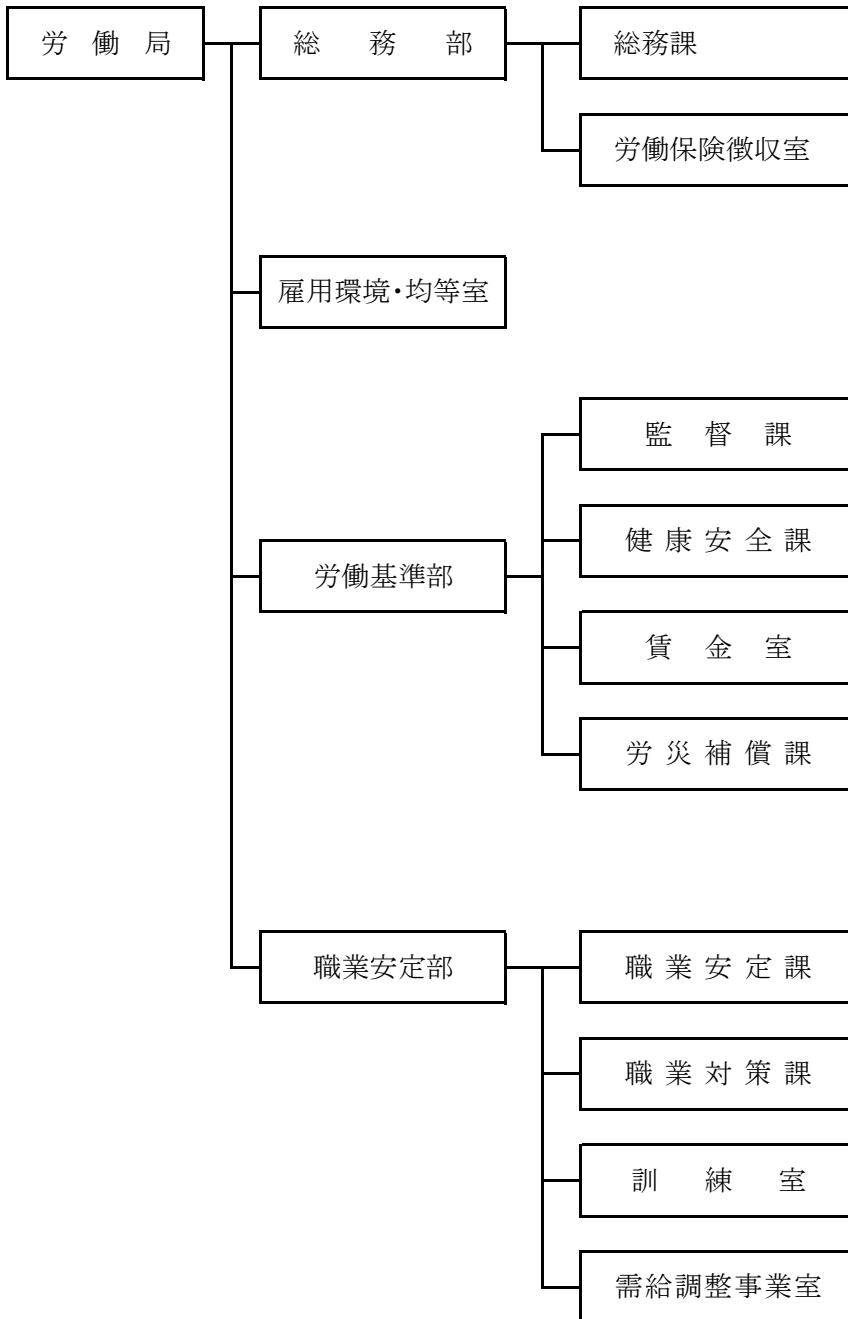 労働局
総務部
総務課
労働保険徴収室
雇用環境・均等室
監督課
健康安全課
労働基準部
賃金室
労災補償課
職業安定部
職業安定課
職業対策課
訓練室
需給調整事業室